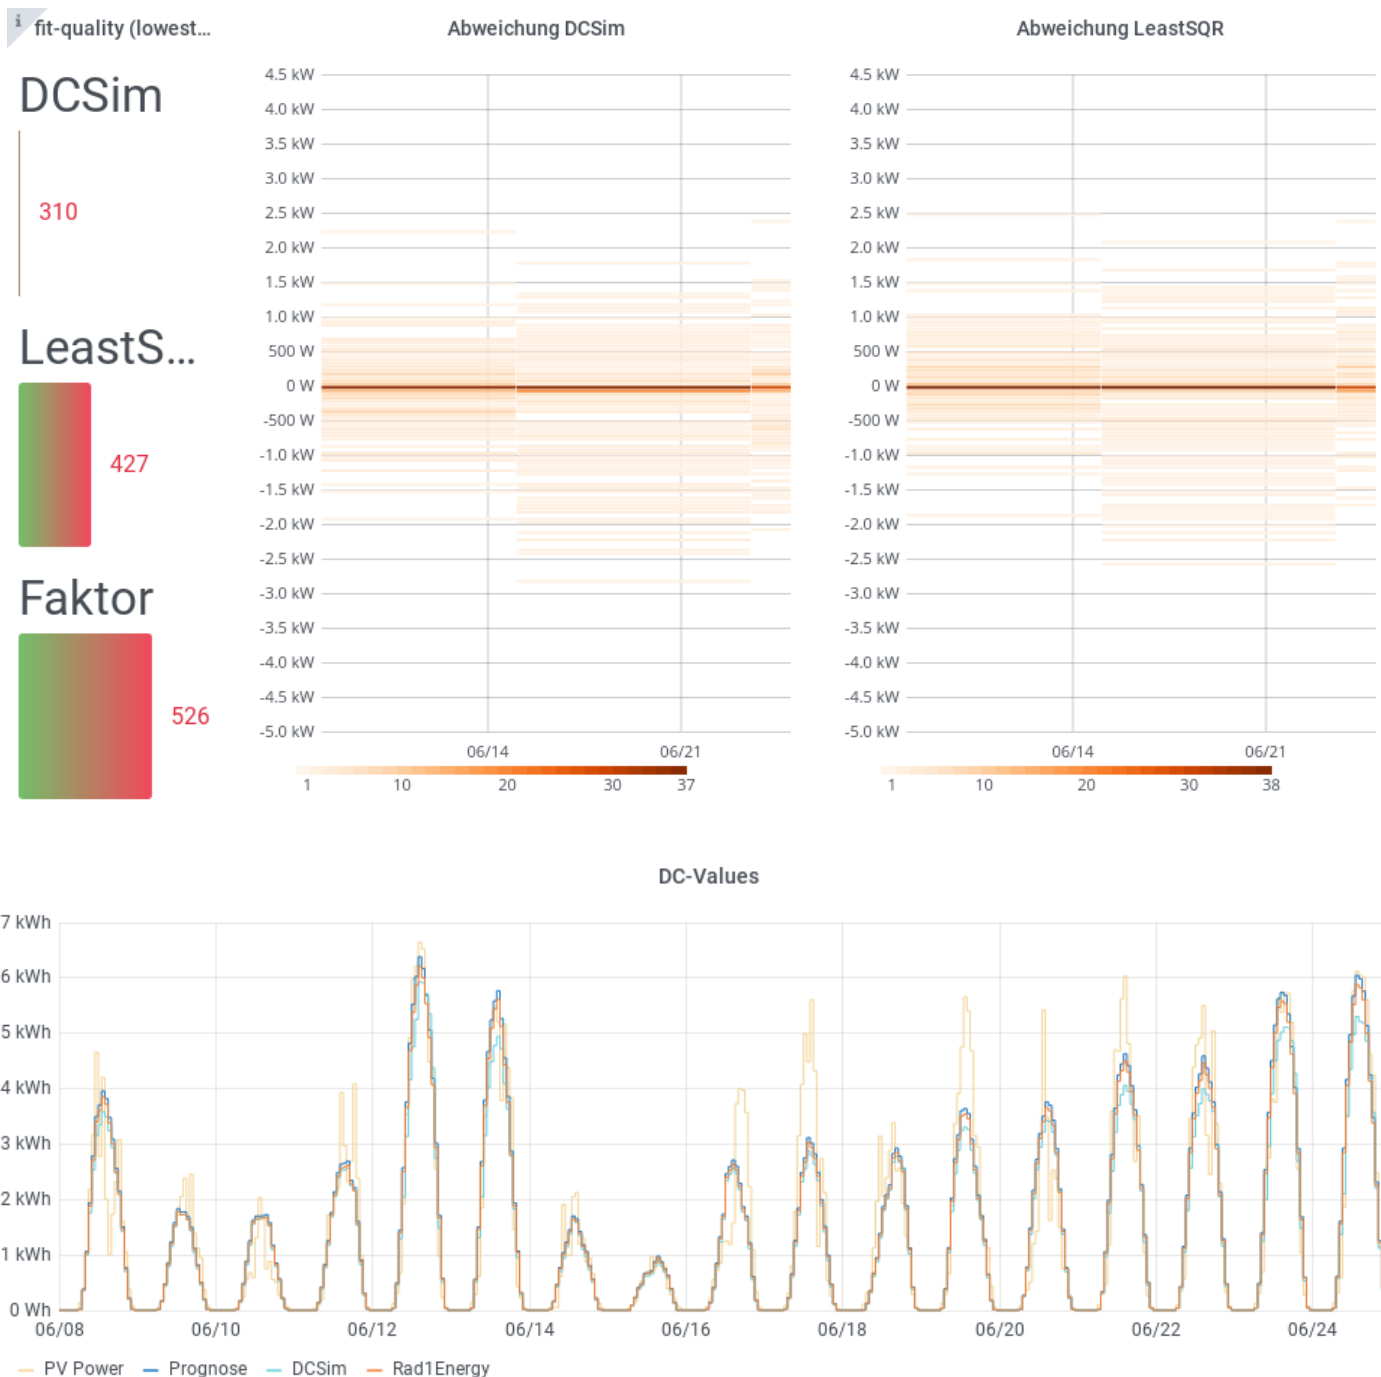 i fit-quality (lowest…
DCSim
310
LeastS…
427
Faktor
526
Abweichung DCSim
4.5 kW
4.0 kW
3.5 kW
3.0 kW
2.5 kW
2.0 kW
1.5 kW
1.0 kW
500 W
0 W
-500 W
-1.0 kW
-1.5 kW
-2.0 kW
-2.5 kW
-3.0 kW
-3.5 kW
-4.0 kW
-4.5 kW
-5.0 kW
06/14 06/21
1 10 20 30 37
Abweichung LeastSQR
4.5 kW
4.0 kW
3.5 kW
3.0 kW
2.5 kW
2.0 kW
1.5 kW
1.0 kW
500 W
0 W
-500 W
-1.0 kW
-1.5 kW
-2.0 kW
-2.5 kW
-3.0 kW
-3.5 kW
-4.0 kW
-4.5 kW
-5.0 kW
06/14 06/21
1 10 20 30 38
DC-Values
7 kWh
6 kWh
5 kWh
4 kWh
3 kWh
2 kWh
1 kWh
0 Wh
06/08 06/10 06/12 06/14 06/16 06/18 06/20 06/22 06/24
PV Power Prognose DCSim Rad1Energy